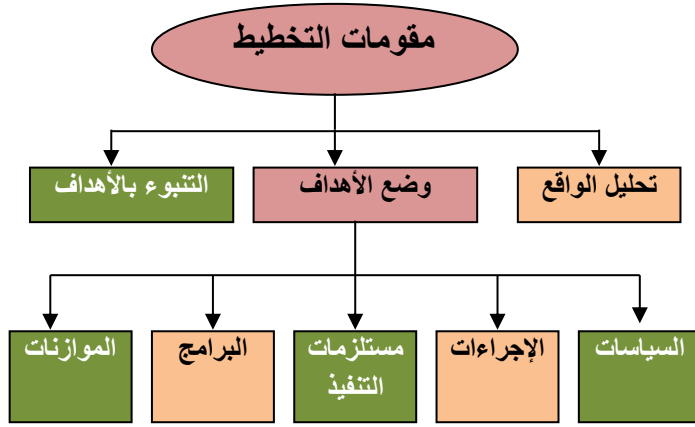 مقومات التخطيط
تحليل الواقع
وضع الأهداف
التنبوء بالأهداف
السياسات
الإجراءات
مستلزمات
التنفيذ
البرامج
الموازنات